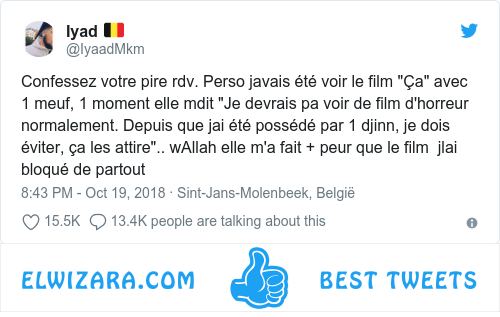 Iyad 🇧🇪
@IyaadMkm
Confessez votre pire rdv. Perso javais été voir le film "Ça" avec
1 meuf, 1 moment elle mdit "Je devrais pa voir de film d'horreur
normalement. Depuis que jai été possédé par 1 djinn, je dois
éviter, ça les attire".. wAllah elle m'a fait + peur que le film jlai
bloqué de partout
8:43 PM - Oct 19, 2018 · Sint-Jans-Molenbeek, België
15.5K 13.4K people are talking about this
ELWIZARA.COM BEST TWEETS